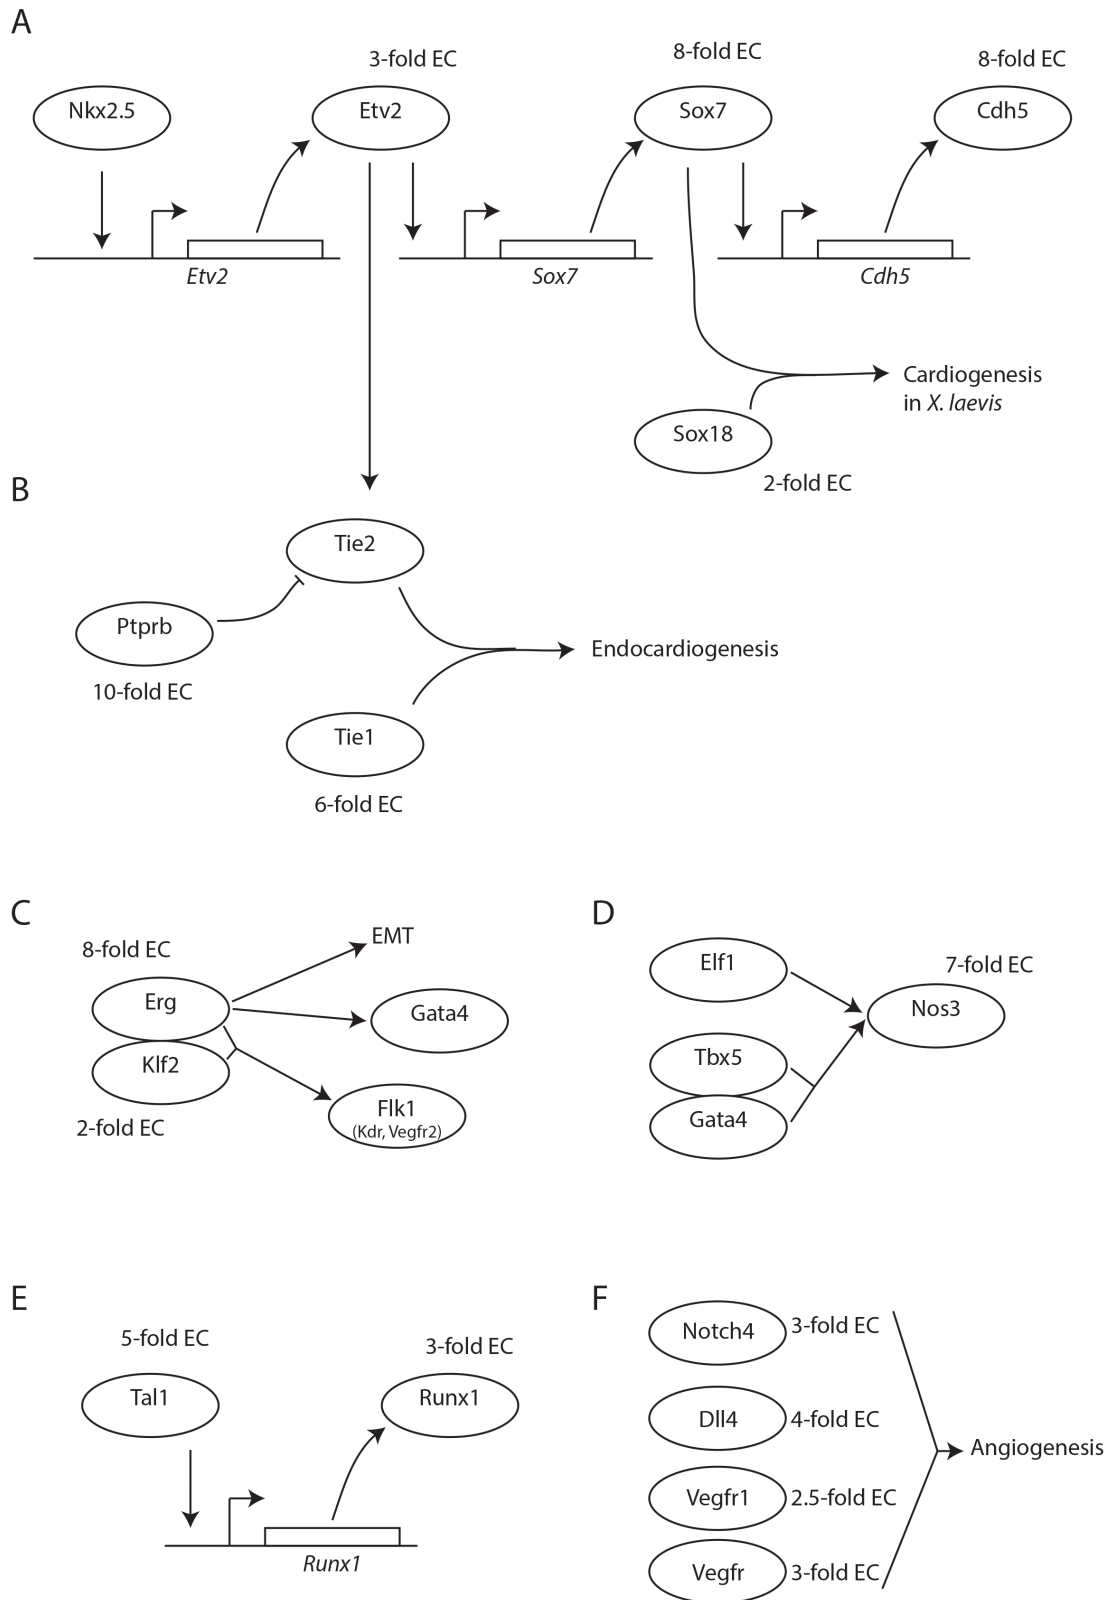 A
3-fold EC
8-fold EC
8-fold EC
Nkx2.5
Etv2
Sox7
Cdh5
Etv2
Sox7
Cdh5
Cardiogenesis
in X. laevis
Sox18
2-fold EC
B
Tie2
Ptprb
10-fold EC
Endocardiogenesis
Tie1
6-fold EC
C
8-fold EC
EMT
Erg
Gata4
Klf2
2-fold EC
Flk1
(Kdr, Vegfr2)
D
Elf1
7-fold EC
Nos3
Tbx5
Gata4
E
5-fold EC
3-fold EC
Tal1
Runx1
Runx1
F
Notch4 3-fold EC
Dll4 4-fold EC
Angiogenesis
Vegfr1 2.5-fold EC
Vegfr 3-fold EC